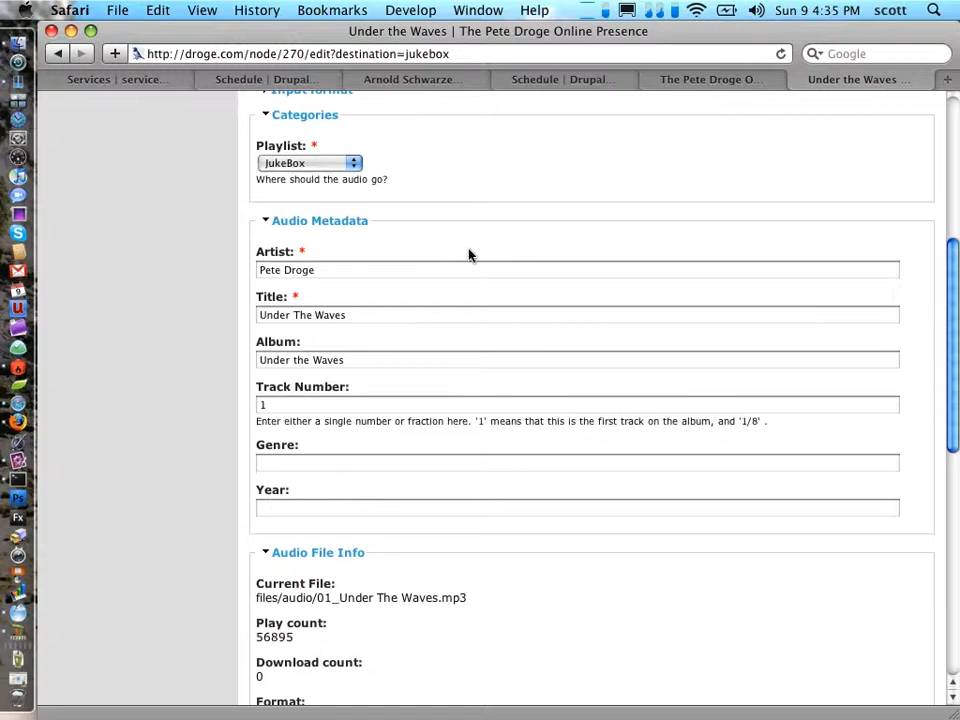 Safari File Edit View History Bookmarks Develop Window Help Sun 9 4:35 PM scott
Under the Waves | The Pete Droge Online Presence
http://droge.com/node/270/edit?destination=jukebox Google
Services | service... Schedule | Drupal... Arnold Schwarze... Schedule | Drupal... The Pete Droge O... Under the Waves ...
Input format
Categories
Playlist: *
JukeBox
Where should the audio go?
Audio Metadata
Artist: *
Pete Droge
Title: *
Under The Waves
Album:
Under the Waves
Track Number:
1
Enter either a single number or fraction here. '1' means that this is the first track on the album, and '1/8' .
Genre:
Year:
Audio File Info
Current File:
files/audio/01_Under The Waves.mp3
Play count:
56895
Download count:
0
Format: